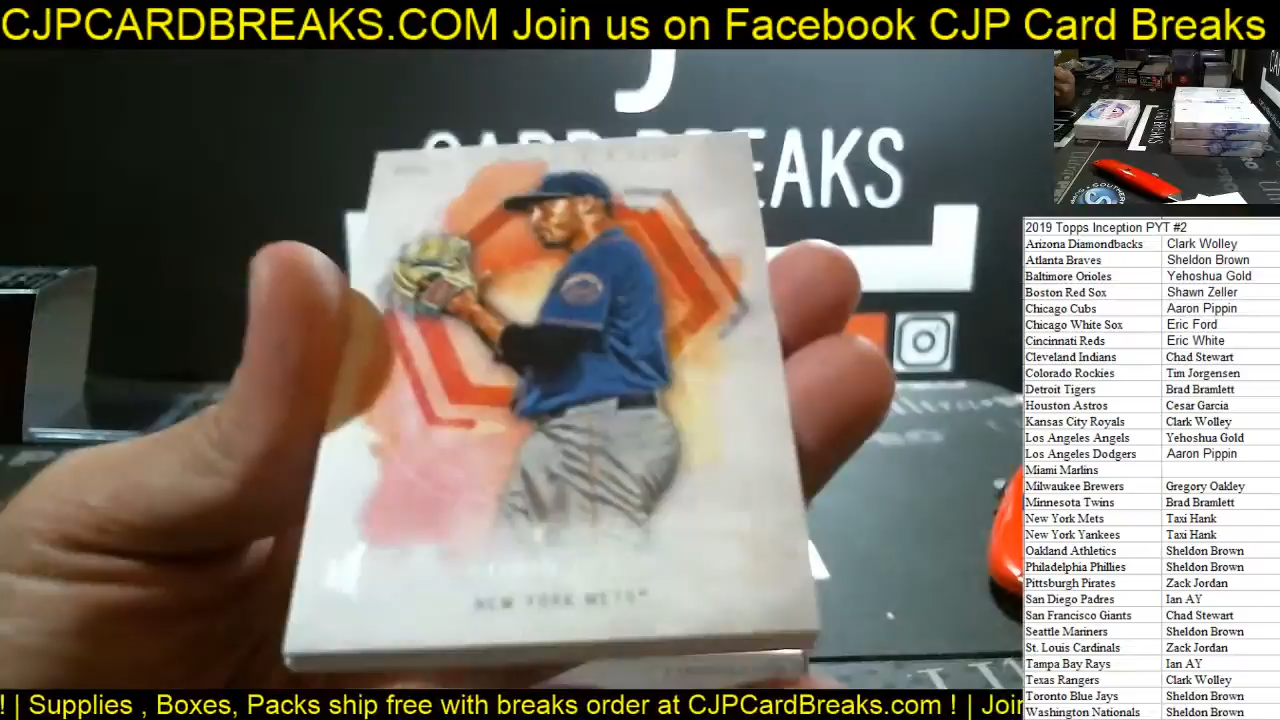 CJPCARDBREAKS.COM Join us on Facebook CJP Card Breaks
J
CARD BREAKS
NEW YORK METS
BREAKS
2019 Topps Inception PYT #2
Arizona Diamondbacks Clark Wolley
Atlanta Braves Sheldon Brown
Baltimore Orioles Yehoshua Gold
Boston Red Sox Shawn Zeller
Chicago Cubs Aaron Pippin
Chicago White Sox Eric Ford
Cincinnati Reds Eric White
Cleveland Indians Chad Stewart
Colorado Rockies Tim Jorgensen
Detroit Tigers Brad Bramlett
Houston Astros Cesar Garcia
Kansas City Royals Clark Wolley
Los Angeles Angels Yehoshua Gold
Los Angeles Dodgers Aaron Pippin
Miami Marlins
Milwaukee Brewers Gregory Oakley
Minnesota Twins Brad Bramlett
New York Mets Taxi Hank
New York Yankees Taxi Hank
Oakland Athletics Sheldon Brown
Philadelphia Phillies Sheldon Brown
Pittsburgh Pirates Zack Jordan
San Diego Padres Ian AY
San Francisco Giants Chad Stewart
Seattle Mariners Sheldon Brown
St. Louis Cardinals Zack Jordan
Tampa Bay Rays Ian AY
Texas Rangers Clark Wolley
Toronto Blue Jays Sheldon Brown
Washington Nationals Sheldon Brown
! | Supplies , Boxes, Packs ship free with breaks order at CJPCardBreaks.com ! | Join